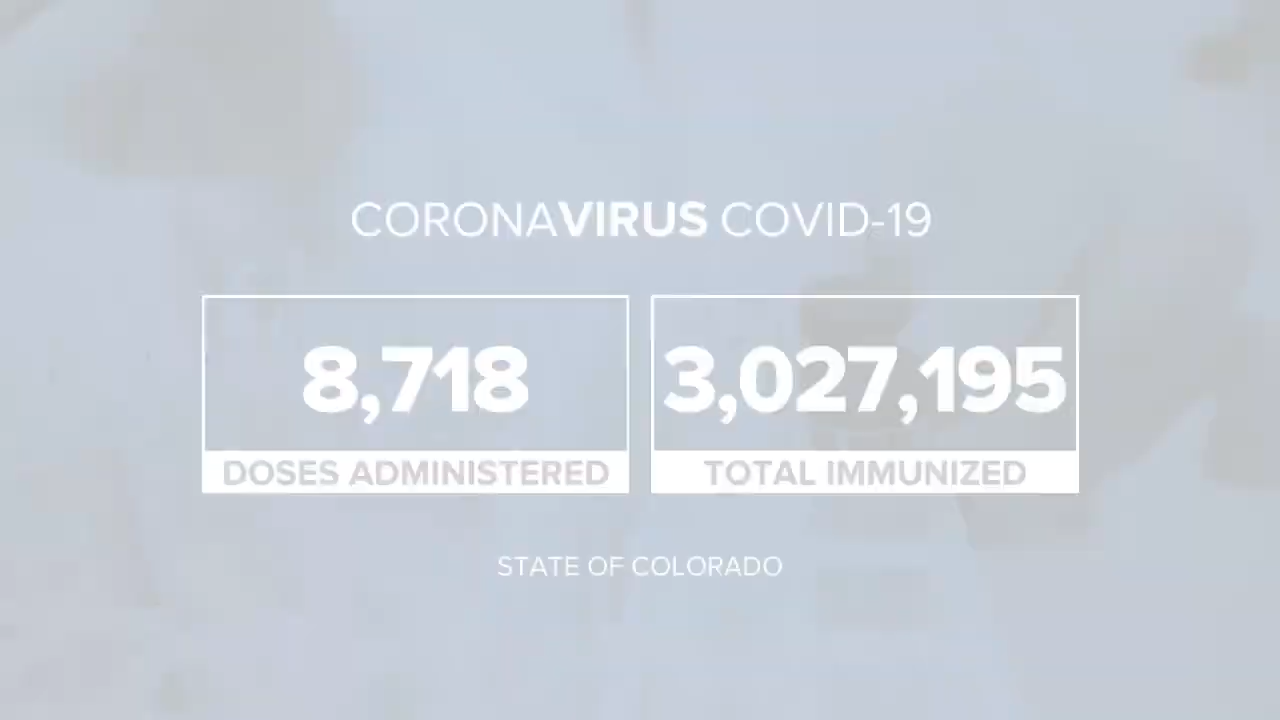 CORONAVIRUS COVID-19
8,718 3,027,195
DOSES ADMINISTERED TOTAL IMMUNIZED
STATE OF COLORADO